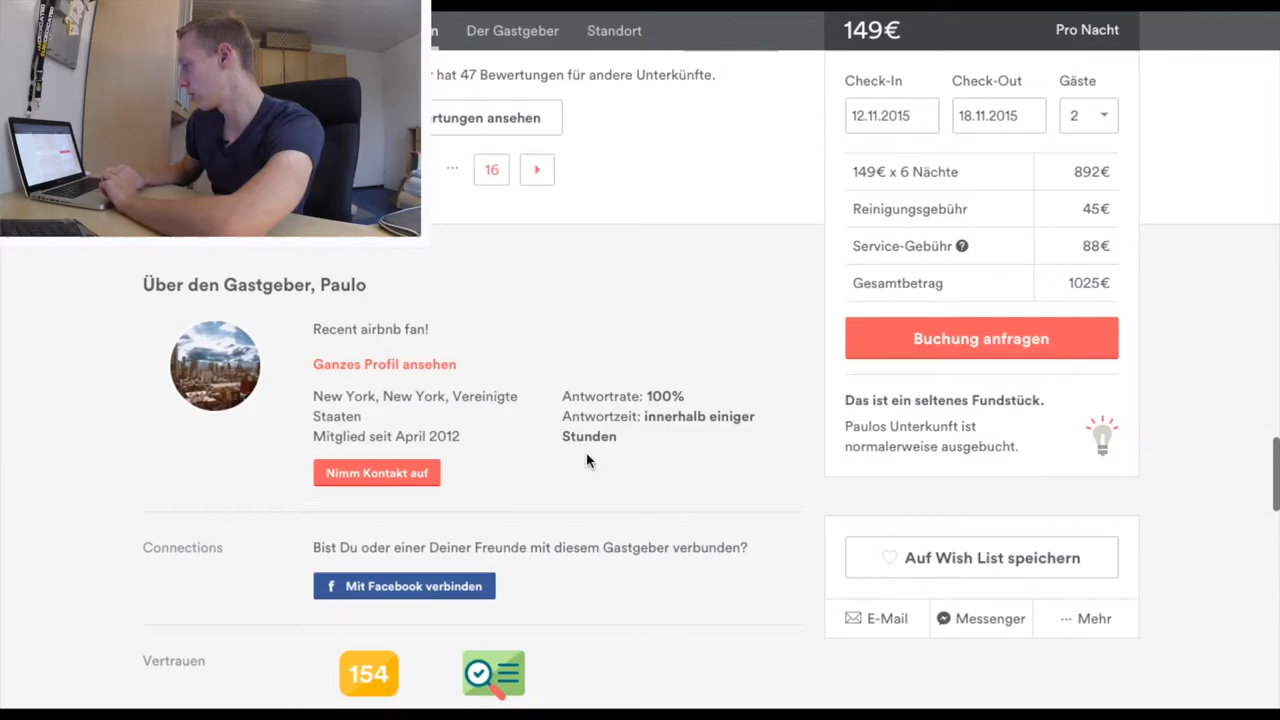 n Der Gastgeber Standort
149€ Pro Nacht
r hat 47 Bewertungen für andere Unterkünfte.
rtungen ansehen
... 16
Check-In Check-Out Gäste
12.11.2015 18.11.2015 2
149€ x 6 Nächte 892€
Reinigungsgebühr 45€
Service-Gebühr ? 88€
Gesamtbetrag 1025€
Buchung anfragen
Das ist ein seltenes Fundstück.
Paulos Unterkunft ist
normalerweise ausgebucht.
Über den Gastgeber, Paulo
Recent airbnb fan!
Ganzes Profil ansehen
New York, New York, Vereinigte
Staaten
Mitglied seit April 2012
Antwortrate: 100%
Antwortzeit: innerhalb einiger
Stunden
Nimm Kontakt auf
Connections
Bist Du oder einer Deiner Freunde mit diesem Gastgeber verbunden?
f Mit Facebook verbinden
Auf Wish List speichern
E-Mail Messenger ... Mehr
Vertrauen
154